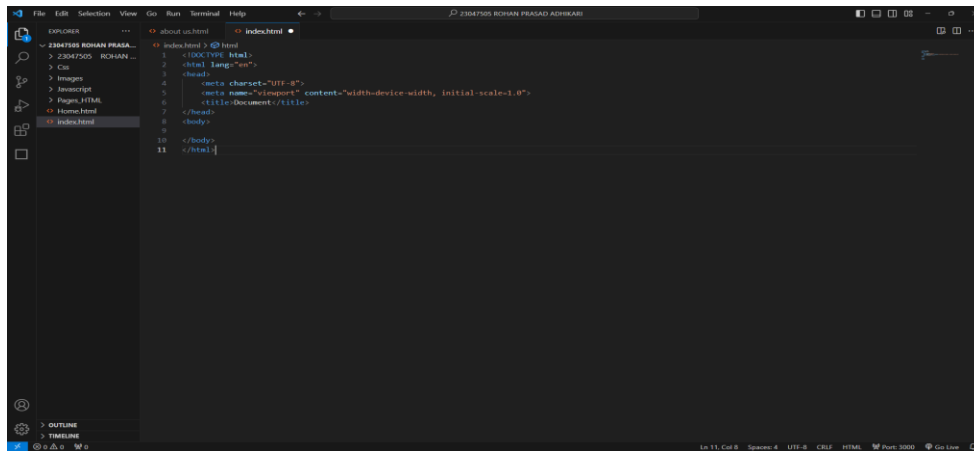 File Edit Selection View Go Run Terminal Help
23047505 ROHAN PRASAD ADHIKARI
EXPLORER
23047505 ROHAN PRASA...
23047505 ROHAN ...
Css
Images
Javascript
Pages_HTML
Home.html
index.html
OUTLINE
TIMELINE
about us.html index.html
index.html > html
1 <!DOCTYPE html>
2 <html lang="en">
3 <head>
4 <meta charset="UTF-8">
5 <meta name="viewport" content="width=device-width, initial-scale=1.0">
6 <title>Document</title>
7 </head>
8 <body>
9
10 </body>
11 </html>
0 0 0 Ln 11, Col 8 Spaces: 4 UTF-8 CRLF HTML Port: 5000 Go Live